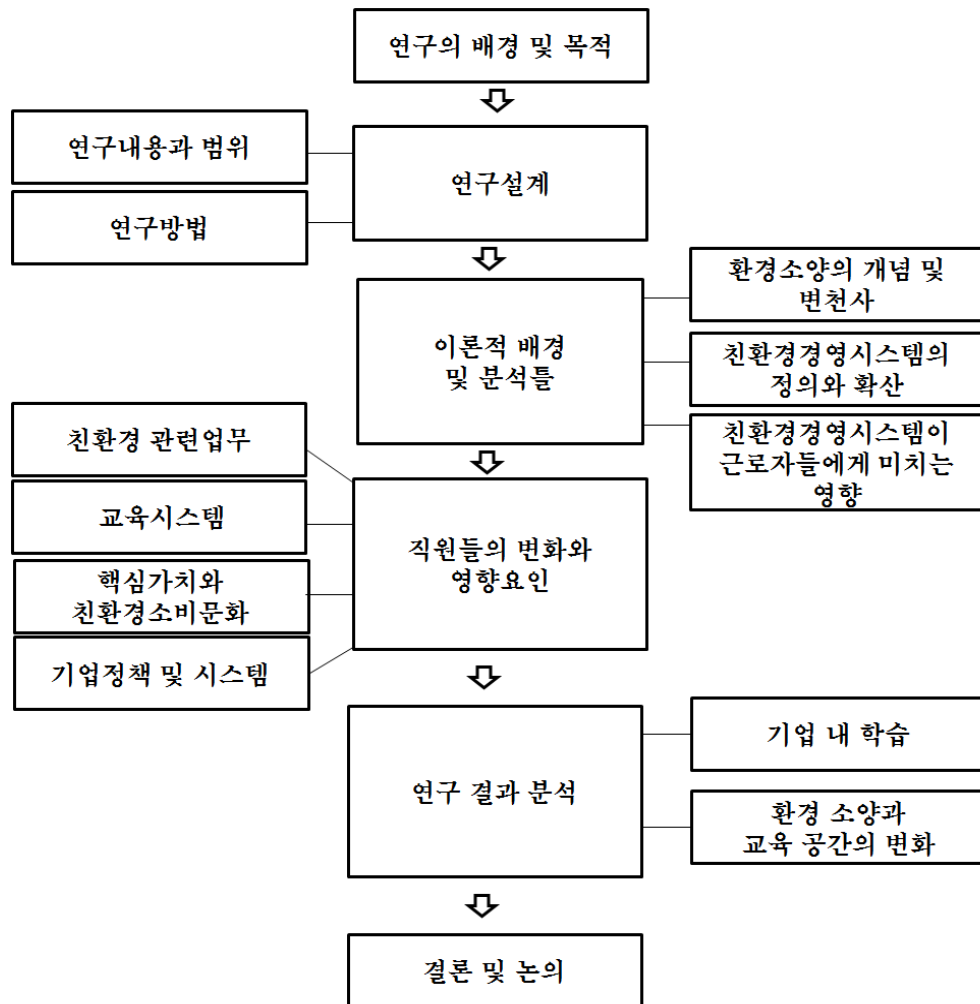 연구의 배경 및 목적
연구내용과 범위
연구설계
연구방법
환경소양의 개념 및
변천사
이론적 배경
및 분석틀
친환경경영시스템의
정의와 확산
친환경경영시스템이
근로자들에게 미치는
영향
친환경 관련업무
교육시스템
직원들의 변화와
영향요인
핵심가치와
친환경소비문화
기업정책 및 시스템
기업 내 학습
연구 결과 분석
환경 소양과
교육 공간의 변화
결론 및 논의